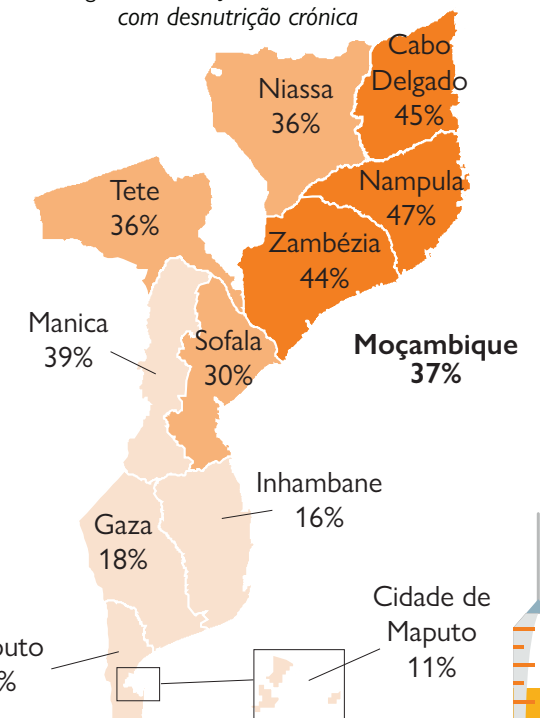 com desnutrição crónica
Cabo
Delgado
45%
Niassa
36%
Nampula
47%
Tete
36%
Zambézia
44%
Manica
39%
Sofala
30%
Moçambique
37%
Inhambane
16%
Gaza
18%
Cidade de
Maputo
11%